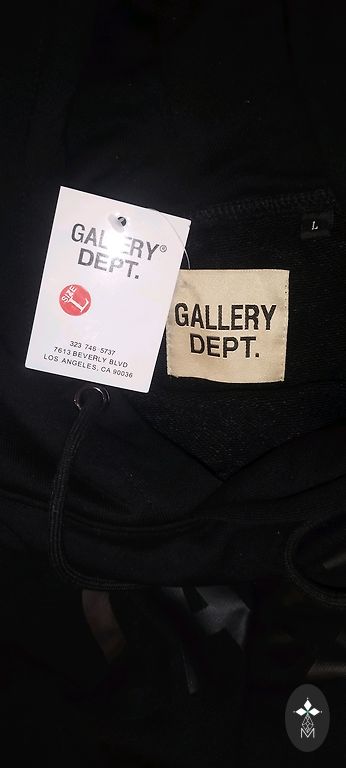 GALLERY®
DEPT.
SIZE
L
323 746 5737
7613 BEVERLY BLVD
LOS ANGELES, CA 90036
GALLERY
DEPT.
L
M